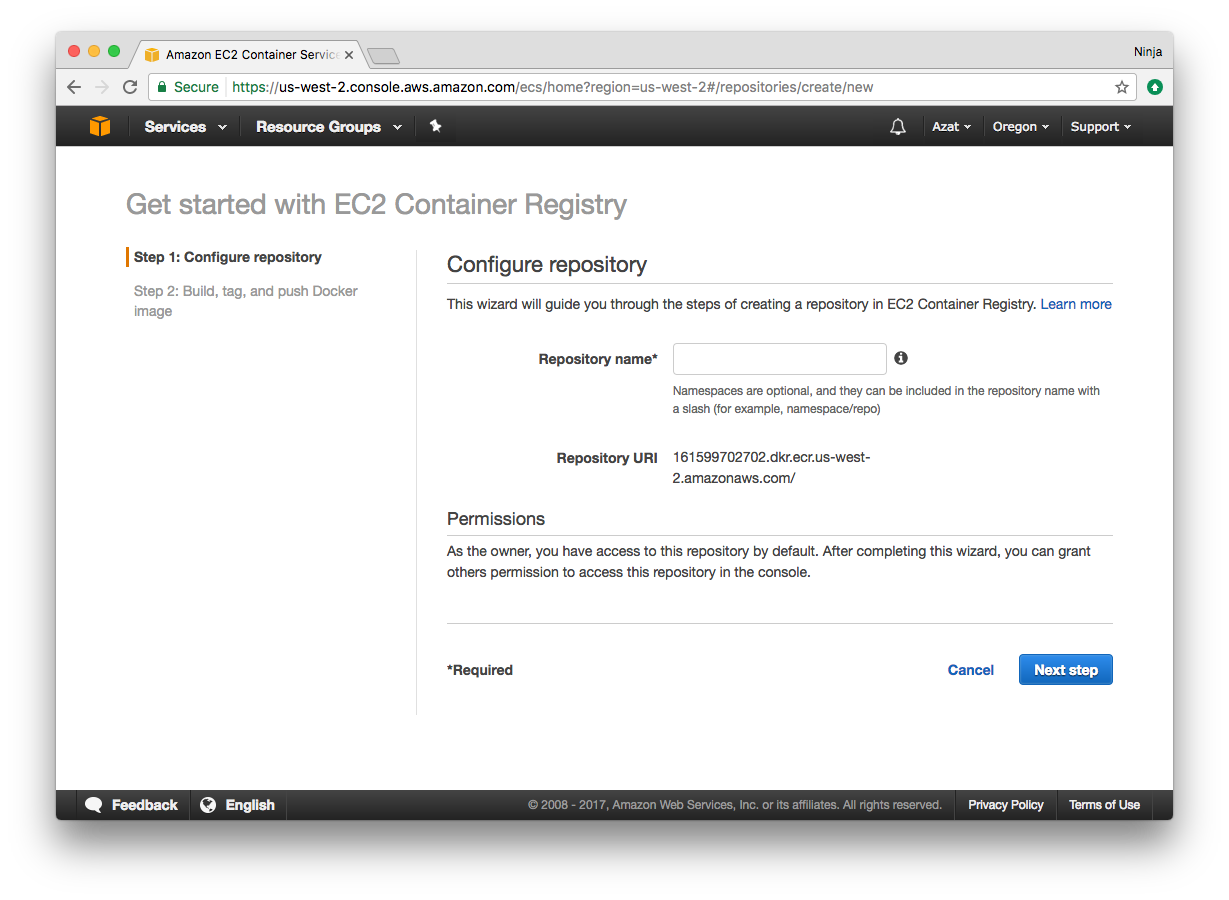 Amazon EC2 Container Servic
Ninja
Secure https://us-west-2.console.aws.amazon.com/ecs/home?region=us-west-2#/repositories/create/new
Services Resource Groups Azat Oregon Support
Get started with EC2 Container Registry
Step 1: Configure repository
Step 2: Build, tag, and push Docker
image
Configure repository
This wizard will guide you through the steps of creating a repository in EC2 Container Registry. Learn more
Repository name*
Namespaces are optional, and they can be included in the repository name with
a slash (for example, namespace/repo)
Repository URI 161599702702.dkr.ecr.us-west-
2.amazonaws.com/
Permissions
As the owner, you have access to this repository by default. After completing this wizard, you can grant
others permission to access this repository in the console.
*Required Cancel Next step
Feedback English © 2008 - 2017, Amazon Web Services, Inc. or its affiliates. All rights reserved. Privacy Policy Terms of Use